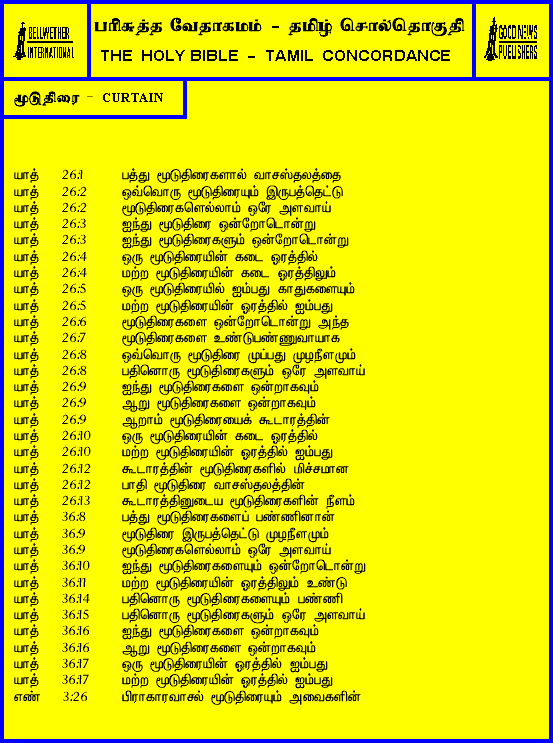 BELLWETHER
INTERNATIONAL
பரிசுத்த வேதாகமம் - தமிழ் சொல்தொகுதி
THE HOLY BIBLE - TAMIL CONCORDANCE
GOOD NEWS
PUBLISHERS
மூடுதிரை - CURTAIN
யாத் 26:1 பத்து மூடுதிரைகளால் வாசஸ்தலத்தை
யாத் 26:2 ஒவ்வொரு மூடுதிரையும் இருபத்தெட்டு
யாத் 26:2 மூடுதிரைகளெல்லாம் ஒரே அளவாய்
யாத் 26:3 ஐந்து மூடுதிரை ஒன்றோடொன்று
யாத் 26:3 ஐந்து மூடுதிரைகளும் ஒன்றோடொன்று
யாத் 26:4 ஒரு மூடுதிரையின் கடை ஓரத்தில்
யாத் 26:4 மற்ற மூடுதிரையின் கடை ஓரத்திலும்
யாத் 26:5 ஒரு மூடுதிரையில் ஐம்பது காதுகளையும்
யாத் 26:5 மற்ற மூடுதிரையின் ஓரத்தில் ஐம்பது
யாத் 26:6 மூடுதிரைகளை ஒன்றோடொன்று அந்த
யாத் 26:7 மூடுதிரைகளை உண்டுபண்ணுவாயாக
யாத் 26:8 ஒவ்வொரு மூடுதிரை முப்பது முழநீளமும்
யாத் 26:8 பதினொரு மூடுதிரைகளும் ஒரே அளவாய்
யாத் 26:9 ஐந்து மூடுதிரைகளை ஒன்றாகவும்
யாத் 26:9 ஆறு மூடுதிரைகளை ஒன்றாகவும்
யாத் 26:9 ஆறாம் மூடுதிரையைக் கூடாரத்தின்
யாத் 26:10 ஒரு மூடுதிரையின் கடை ஓரத்தில்
யாத் 26:10 மற்ற மூடுதிரையின் ஓரத்தில் ஐம்பது
யாத் 26:12 கூடாரத்தின் மூடுதிரைகளில் மிச்சமான
யாத் 26:12 பாதி மூடுதிரை வாசஸ்தலத்தின்
யாத் 26:13 கூடாரத்தினுடைய மூடுதிரைகளின் நீளம்
யாத் 36:8 பத்து மூடுதிரைகளைப் பண்ணினான்
யாத் 36:9 மூடுதிரை இருபத்தெட்டு முழநீளமும்
யாத் 36:9 மூடுதிரைகளெல்லாம் ஒரே அளவாய்
யாத் 36:10 ஐந்து மூடுதிரைகளையும் ஒன்றோடொன்று
யாத் 36:11 மற்ற மூடுதிரையின் ஓரத்திலும் உண்டு
யாத் 36:14 பதினொரு மூடுதிரைகளையும் பண்ணி
யாத் 36:15 பதினொரு மூடுதிரைகளும் ஒரே அளவாய்
யாத் 36:16 ஐந்து மூடுதிரைகளை ஒன்றாகவும்
யாத் 36:16 ஆறு மூடுதிரைகளை ஒன்றாகவும்
யாத் 36:17 ஒரு மூடுதிரையின் ஓரத்தில் ஐம்பது
யாத் 36:17 மற்ற மூடுதிரையின் ஓரத்தில் ஐம்பது
எண் 3:26 பிராகாரவாசல் மூடுதிரையும் அவைகளின்